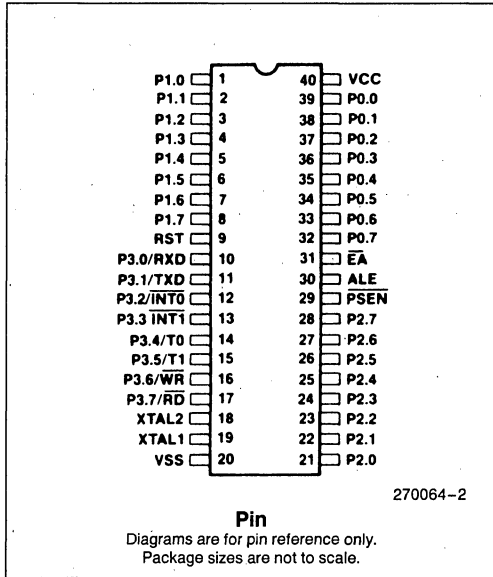 P1.0 1 40 VCC
P1.1 2 39 P0.0
P1.2 3 38 P0.1
P1.3 4 37 P0.2
P1.4 5 36 P0.3
P1.5 6 35 P0.4
P1.6 7 34 P0.5
P1.7 8 33 P0.6
RST 9 32 P0.7
P3.0/RXD 10 31 E̅A̅
P3.1/TXD 11 30 ALE
P3.2/I̅N̅T̅0̅ 12 29 P̅S̅E̅N̅
P3.3 I̅N̅T̅1̅ 13 28 P2.7
P3.4/T0 14 27 P2.6
P3.5/T1 15 26 P2.5
P3.6/W̅R̅ 16 25 P2.4
P3.7/R̅D̅ 17 24 P2.3
XTAL2 18 23 P2.2
XTAL1 19 22 P2.1
VSS 20 21 P2.0
270064–2
Pin
Diagrams are for pin reference only.
Package sizes are not to scale.